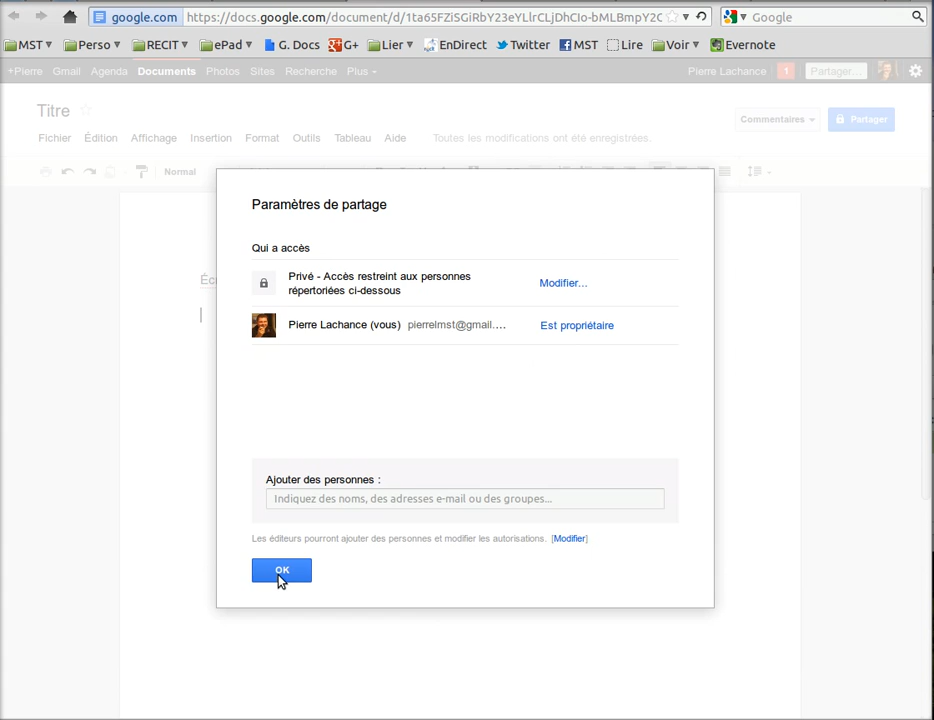 google.com https://docs.google.com/document/d/1ta65FZiSGiRbY23eYLlrCLjDhCIo-bMLBmpY2C Google
MST Perso RECIT ePad G. Docs G+ Lier EnDirect Twitter MST Lire Voir Evernote
+Pierre Gmail Agenda Documents Photos Sites Recherche Plus Pierre Lachance 1 Partager...
Titre
Commentaires Partager
Fichier Édition Affichage Insertion Format Outils Tableau Aide Toutes les modifications ont été enregistrées.
Normal
Paramètres de partage
Qui a accès
Privé - Accès restreint aux personnes
répertoriées ci-dessous
Modifier...
Pierre Lachance (vous) pierrelmst@gmail.... Est propriétaire
Ajouter des personnes :
Indiquez des noms, des adresses e-mail ou des groupes...
Les éditeurs pourront ajouter des personnes et modifier les autorisations. [Modifier]
OK